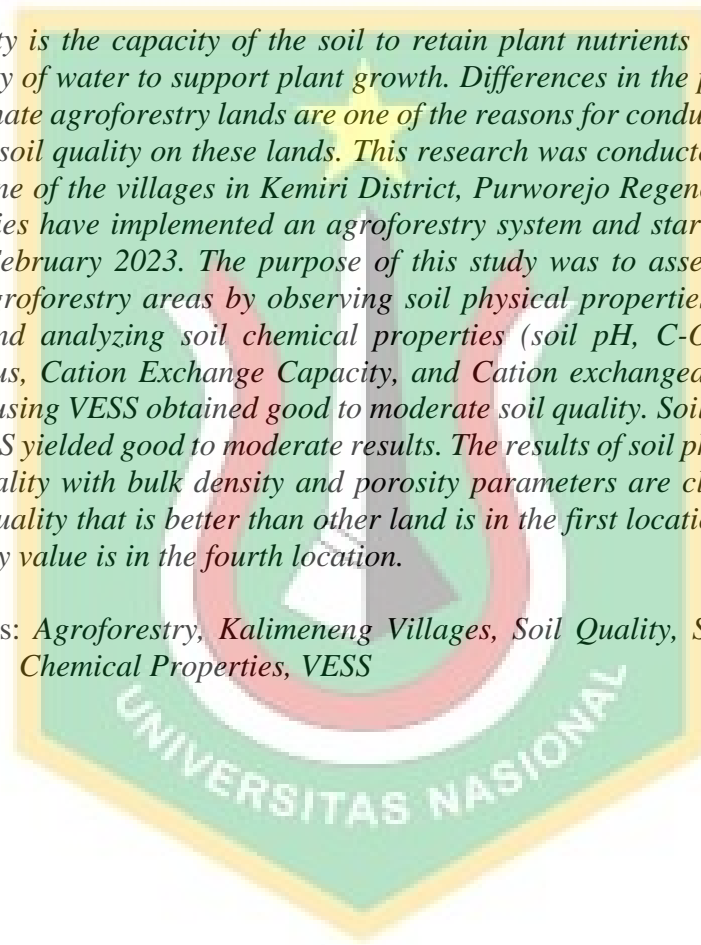 ty is the capacity of the soil to retain plant nutrients
y of water to support plant growth. Differences in the p
nate agroforestry lands are one of the reasons for condu
soil quality on these lands. This research was conducte
ne of the villages in Kemiri District, Purworejo Regen
ies have implemented an agroforestry system and star
ebruary 2023. The purpose of this study was to asse
groforestry areas by observing soil physical propertie
nd analyzing soil chemical properties (soil pH, C-O
us, Cation Exchange Capacity, and Cation exchanged
using VESS obtained good to moderate soil quality. Soil
S yielded good to moderate results. The results of soil p
ality with bulk density and porosity parameters are cl
uality that is better than other land is in the first locatio
y value is in the fourth location.
s: Agroforestry, Kalimeneng Villages, Soil Quality, S
Chemical Properties, VESS
UNIVERSITAS NASIONAL